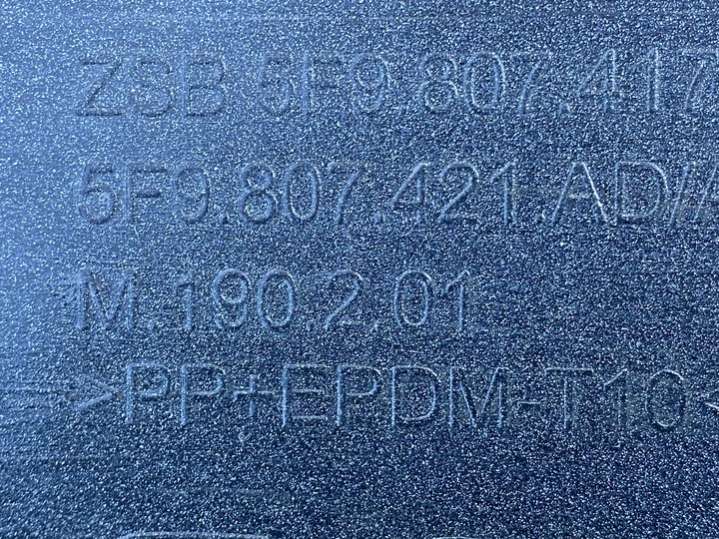 ZSB 5F9.807.417
5F9.807.421.AD/A
M.190.2.01
>PP+EPDM-T10<